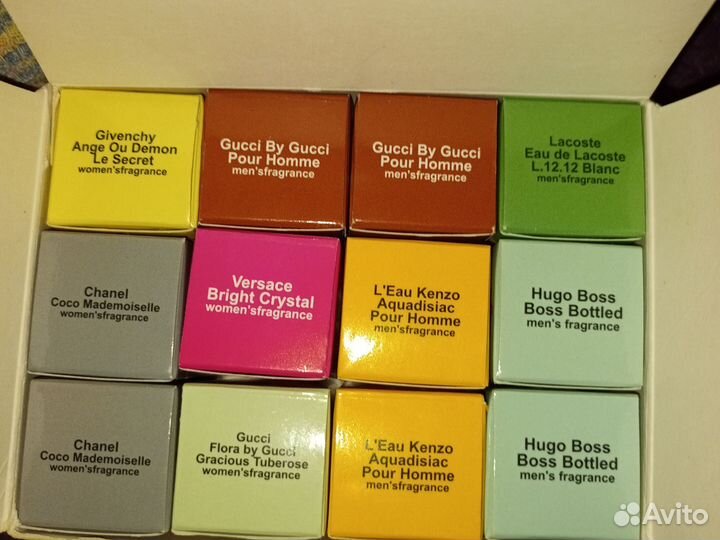 Givenchy
Ange Ou Demon
Le Secret
women'sfragrance
Gucci By Gucci
Pour Homme
men'sfragrance
Gucci By Gucci
Pour Homme
men'sfragrance
Lacoste
Eau de Lacoste
L.12.12 Blanc
men'sfragrance
Chanel
Coco Mademoiselle
women'sfragrance
Versace
Bright Crystal
women'sfragrance
L'Eau Kenzo
Aquadisiac
Pour Homme
men'sfragrance
Hugo Boss
Boss Bottled
men's fragrance
Chanel
Coco Mademoiselle
women'sfragrance
Gucci
Flora by Gucci
Gracious Tuberose
women'sfragrance
L'Eau Kenzo
Aquadisiac
Pour Homme
men'sfragrance
Hugo Boss
Boss Bottled
men's fragrance
Avito